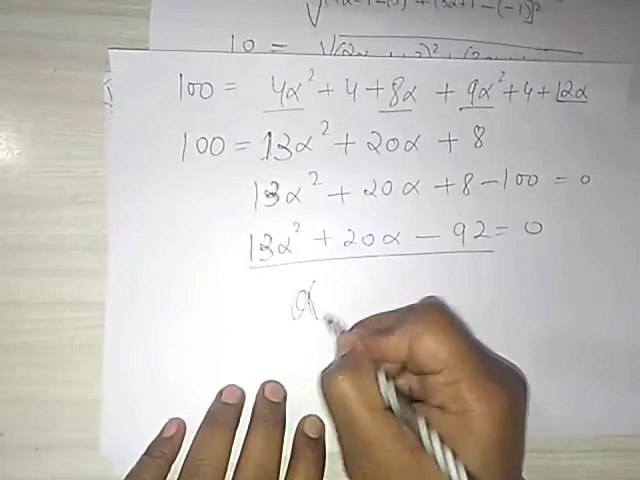 10 =
100 = 4α² + 4 + 8α + 9α² + 4 + 12α
100 = 13α² + 20α + 8
13α² + 20α + 8 - 100 = 0
13α² + 20α - 92 = 0
α